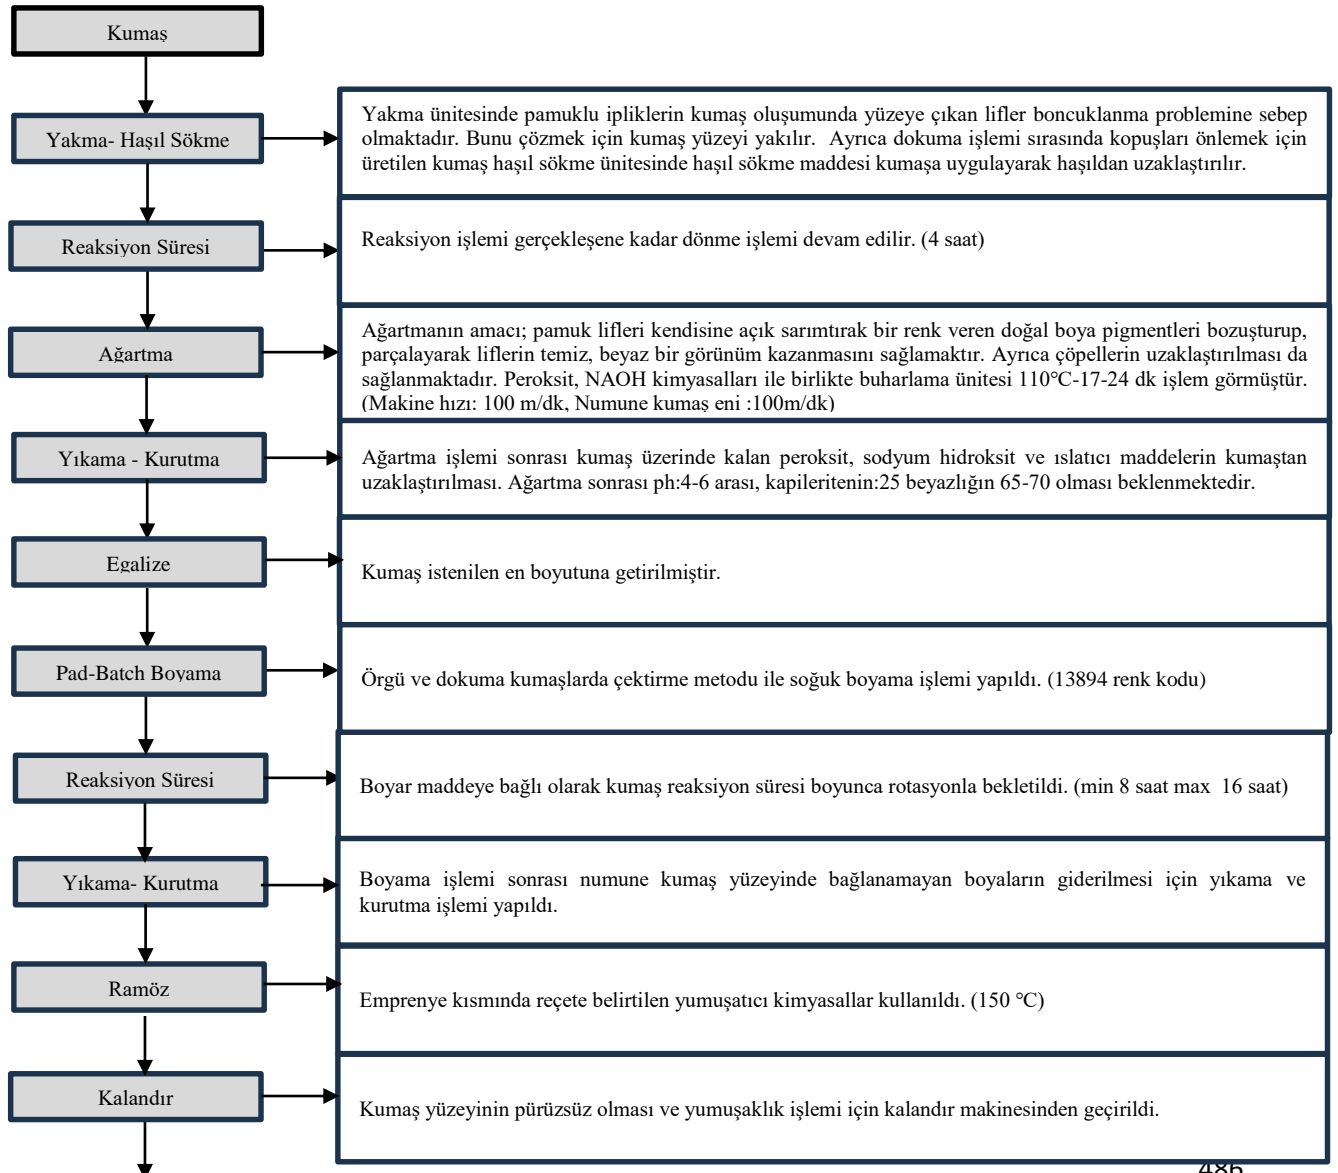 Kumaş
Yakma- Haşıl Sökme
Yakma ünitesinde pamuklu ipliklerin kumaş oluşumunda yüzeye çıkan lifler boncuklanma problemine sebep
olmaktadır. Bunu çözmek için kumaş yüzeyi yakılır. Ayrıca dokuma işlemi sırasında kopuşları önlemek için
üretilen kumaş haşıl sökme ünitesinde haşıl sökme maddesi kumaşa uygulayarak haşıldan uzaklaştırılır.
Reaksiyon Süresi
Reaksiyon işlemi gerçekleşene kadar dönme işlemi devam edilir. (4 saat)
Ağartma
Ağartmanın amacı; pamuk lifleri kendisine açık sarımtırak bir renk veren doğal boya pigmentleri bozuşturup,
parçalayarak liflerin temiz, beyaz bir görünüm kazanmasını sağlamaktır. Ayrıca çöpellerin uzaklaştırılması da
sağlanmaktadır. Peroksit, NAOH kimyasalları ile birlikte buharlama ünitesi 110℃-17-24 dk işlem görmüştür.
(Makine hızı: 100 m/dk, Numune kumaş eni :100m/dk)
Yıkama - Kurutma
Ağartma işlemi sonrası kumaş üzerinde kalan peroksit, sodyum hidroksit ve ıslatıcı maddelerin kumaştan
uzaklaştırılması. Ağartma sonrası ph:4-6 arası, kapileritenin:25 beyazlığın 65-70 olması beklenmektedir.
Egalize
Kumaş istenilen en boyutuna getirilmiştir.
Pad-Batch Boyama
Örgü ve dokuma kumaşlarda çektirme metodu ile soğuk boyama işlemi yapıldı. (13894 renk kodu)
Reaksiyon Süresi
Boyar maddeye bağlı olarak kumaş reaksiyon süresi boyunca rotasyonla bekletildi. (min 8 saat max 16 saat)
Yıkama- Kurutma
Boyama işlemi sonrası numune kumaş yüzeyinde bağlanamayan boyaların giderilmesi için yıkama ve
kurutma işlemi yapıldı.
Ramöz
Emprenye kısmında reçete belirtilen yumuşatıcı kimyasallar kullanıldı. (150 ℃)
Kalandır
Kumaş yüzeyinin pürüzsüz olması ve yumuşaklık işlemi için kalandır makinesinden geçirildi.
486